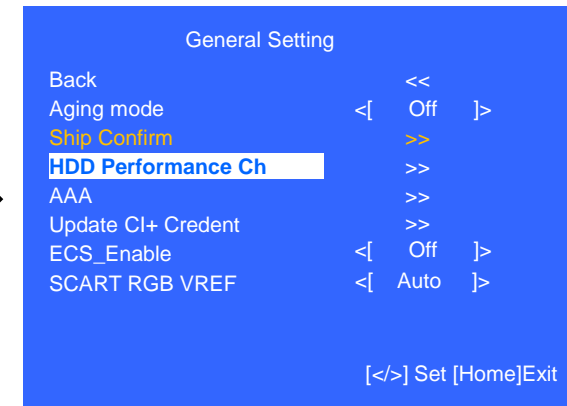 General Setting
Back <<
Aging mode <[ Off ]>
Ship Confirm >>
HDD Performance Ch >>
AAA >>
Update CI+ Credent >>
ECS_Enable <[ Off ]>
SCART RGB VREF <[ Auto ]>
[</>] Set [Home]Exit